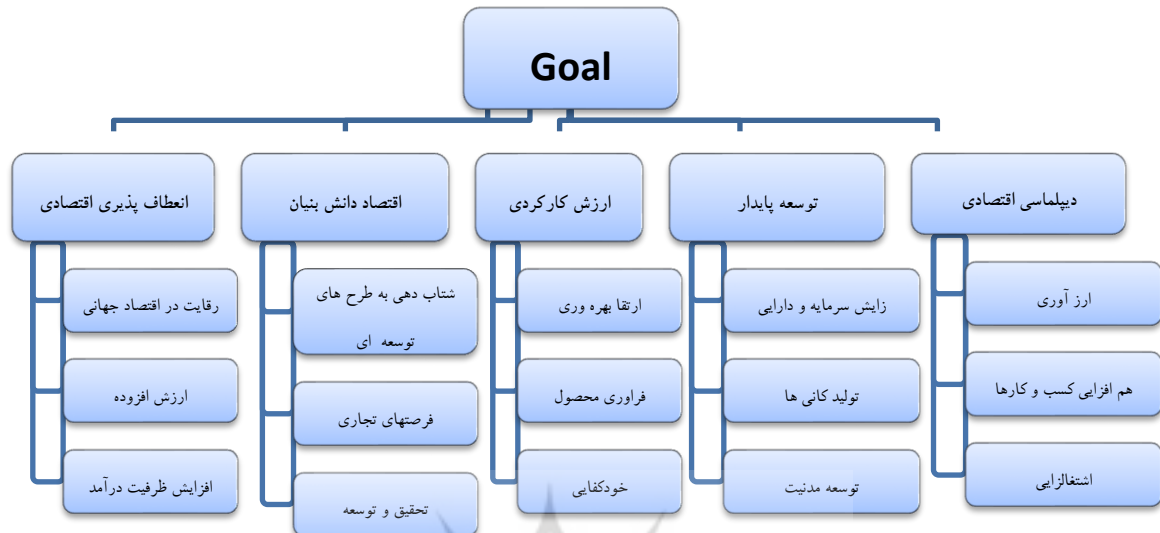 Goal
دیپلماسی اقتصادی
ارز آوری
هم افزایی کسب و کارها
اشتغالزایی
توسعه پایدار
زایش سرمایه و دارایی
تولید کانی ها
توسعه مدنیت
ارزش کارکردی
ارتقا بهره وری
فراوری محصول
خودکفایی
اقتصاد دانش بنیان
شتاب دهی به طرح های
توسعه ای
فرصتهای تجاری
تحقیق و توسعه
انعطاف پذیری اقتصادی
رقابت در اقتصاد جهانی
ارزش افزوده
افزایش ظرفیت درآمد